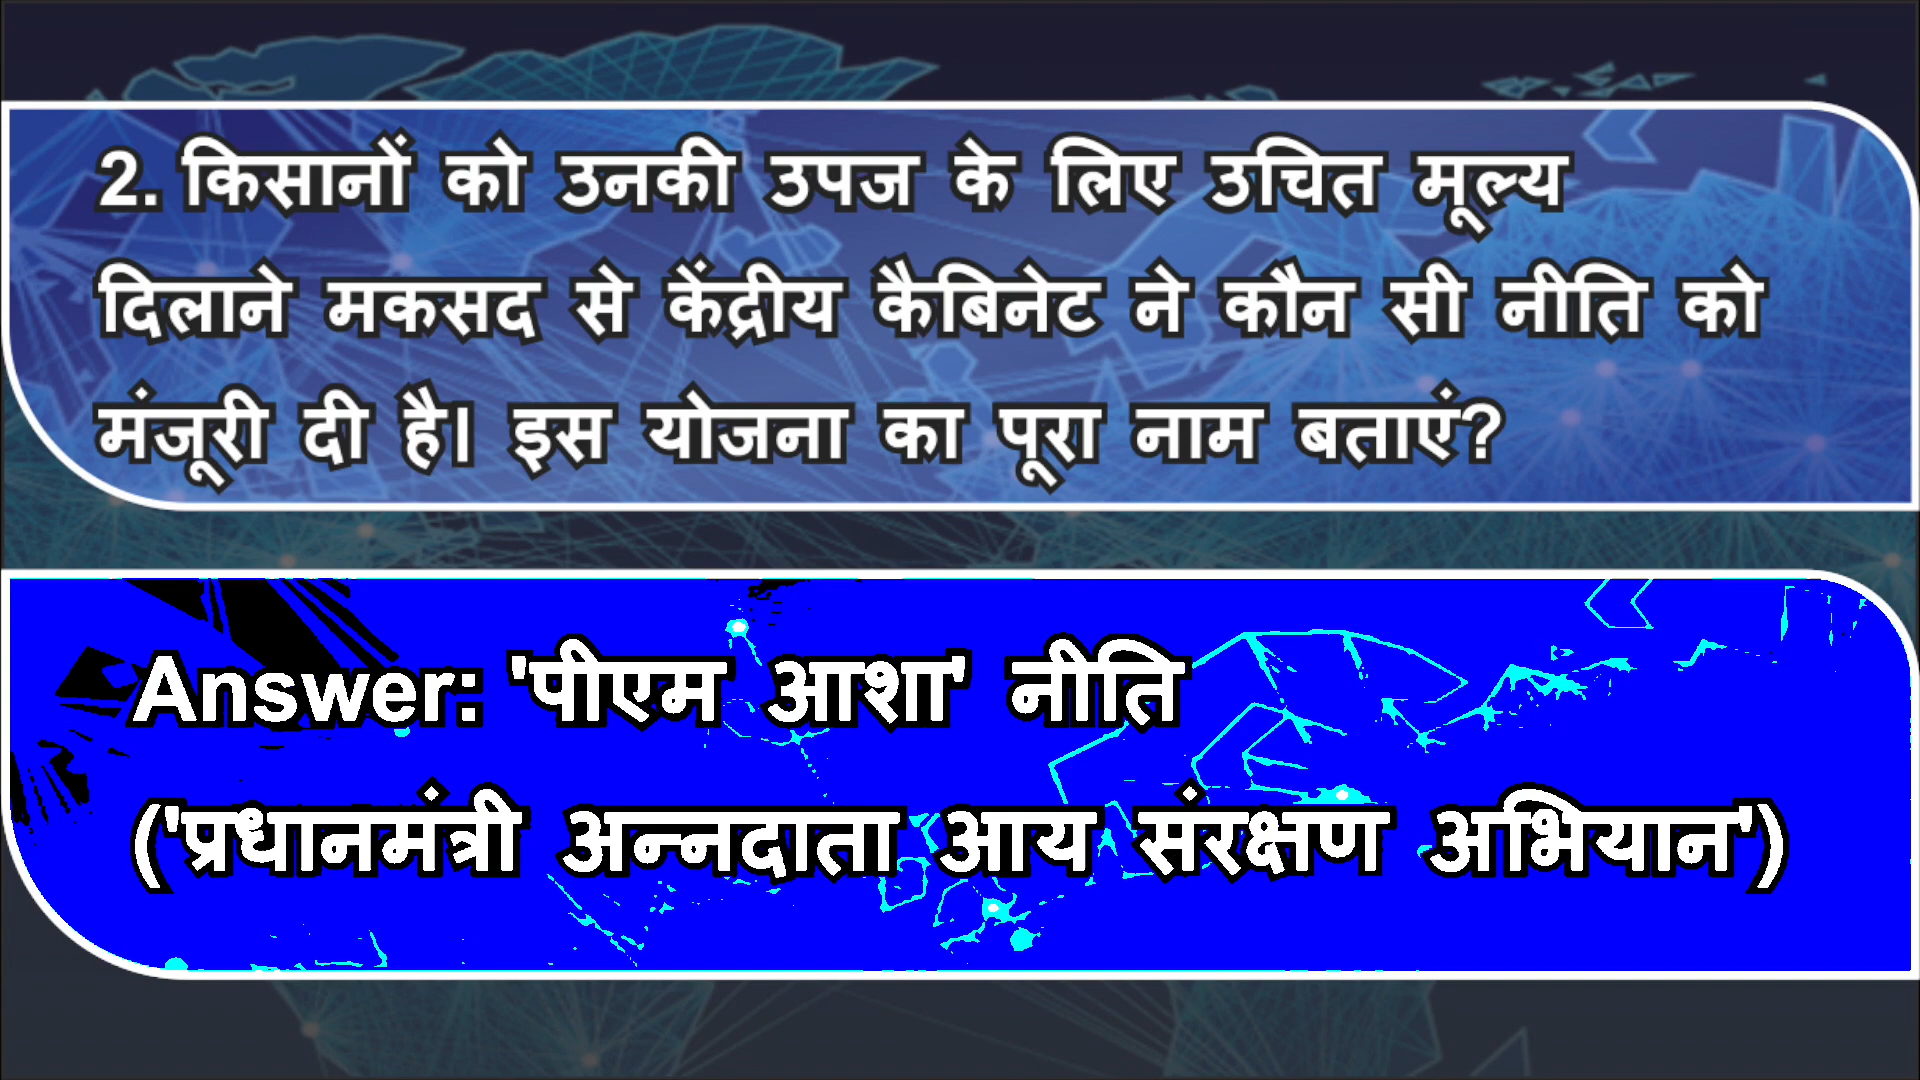 2. किसानों को उनकी उपज के लिए उचित मूल्य
दिलाने मकसद से केंद्रीय कैबिनेट ने कौन सी नीति को
मंजूरी दी है। इस योजना का पूरा नाम बताएं?
Answer: 'पीएम आशा' नीति
('प्रधानमंत्री अन्नदाता आय संरक्षण अभियान')